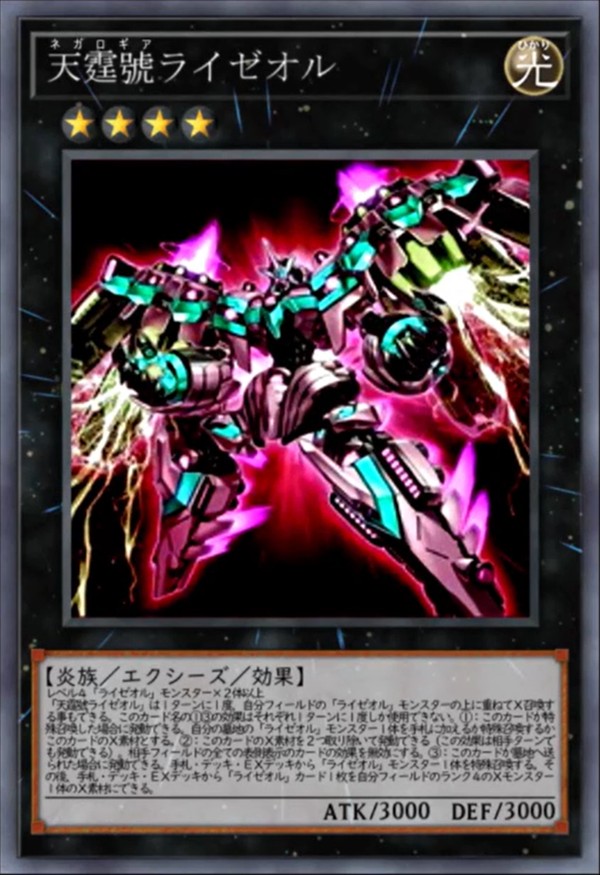 ネガロギア
天霆號ライゼオル
ひかり
光
【炎族／エクシーズ／効果】
レベル４「ライゼオル」モンスター×２体以上
「天霆號ライゼオル」は１ターンに１度、自分フィールドの「ライゼオル」モンスターの上に重ねてX召喚
する事もできる。このカード名の①③の効果はそれぞれ１ターンに１度しか使用できない。①：このカードが特
殊召喚した場合に発動できる。自分の墓地の「ライゼオル」モンスター１体を手札に加えるか特殊召喚するか
このカードのX素材とする。②：このカードのX素材を２つ取り除いて発動できる（この効果は相手ターンで
も発動できる）。相手フィールドの全ての表側表示のカードの効果を無効にする。③：このカードが墓地へ送
られた場合に発動できる。手札・デッキ・EXデッキから「ライゼオル」モンスター１体を特殊召喚する。そ
の後、手札・デッキ・EXデッキから「ライゼオル」カード１枚を自分フィールドのランク４のXモンスター
１体のX素材にできる。
ATK/3000 DEF/3000